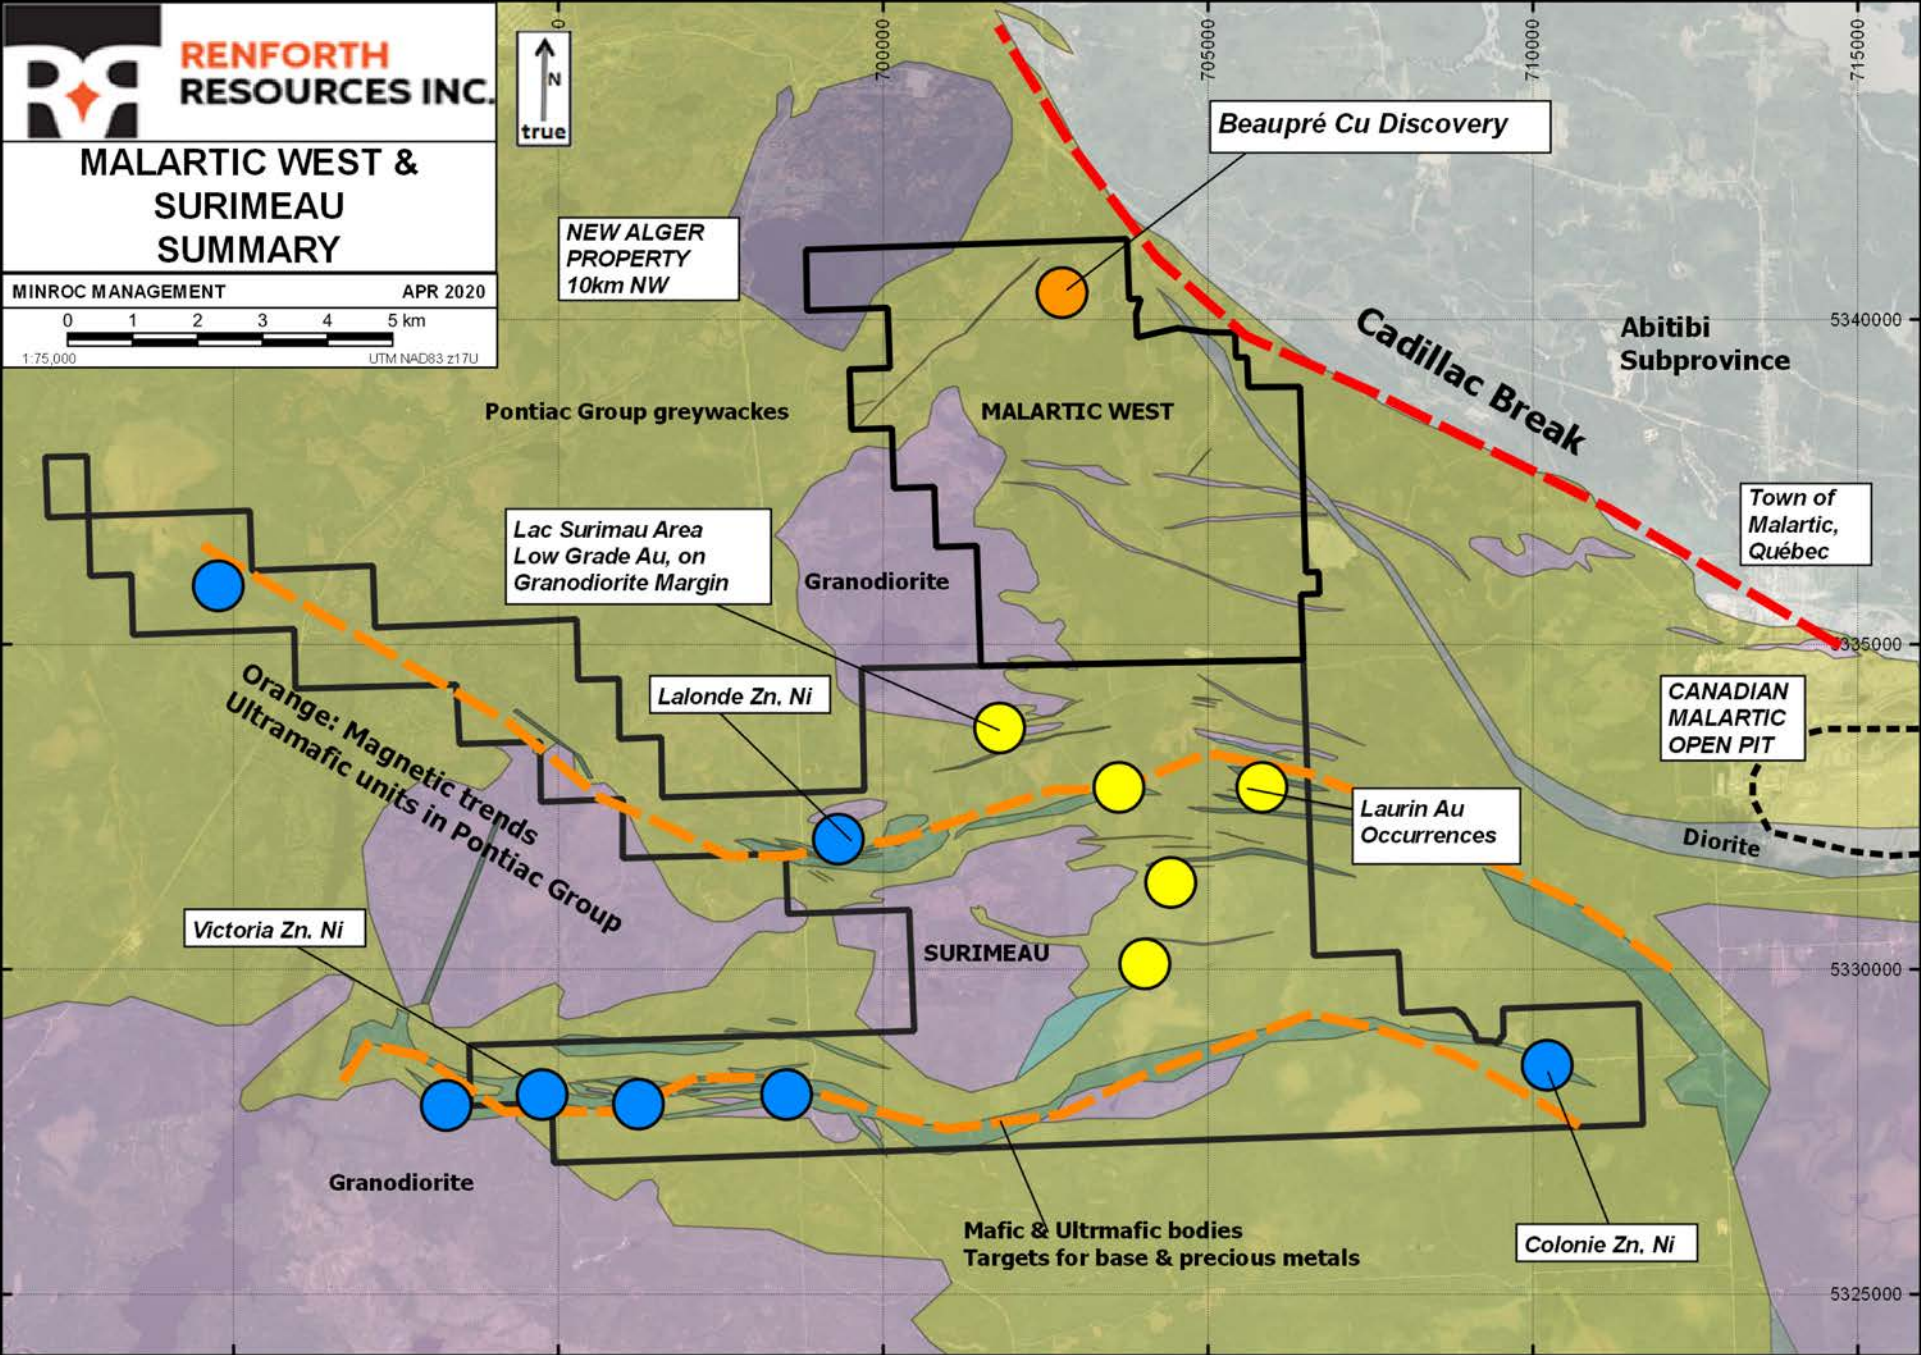 RENFORTH
RESOURCES INC.
MALARTIC WEST &
SURIMEAU
SUMMARY
MINROC MANAGEMENT APR 2020
0 1 2 3 4 5 km
1:75,000 UTM NAD83 z17U
N
true
0
700000
705000
710000
715000
Beaupré Cu Discovery
NEW ALGER
PROPERTY
10km NW
Cadillac Break
Abitibi
Subprovince
5340000
Pontiac Group greywackes
MALARTIC WEST
Town of
Malartic,
Québec
Lac Surimau Area
Low Grade Au, on
Granodiorite Margin
Granodiorite
5335000
Orange: Magnetic trends
Ultramafic units in Pontiac Group
Lalonde Zn, Ni
CANADIAN
MALARTIC
OPEN PIT
Laurin Au
Occurrences
Diorite
Victoria Zn. Ni
SURIMEAU
5330000
Granodiorite
Mafic & Ultrmafic bodies
Targets for base & precious metals
Colonie Zn, Ni
5325000